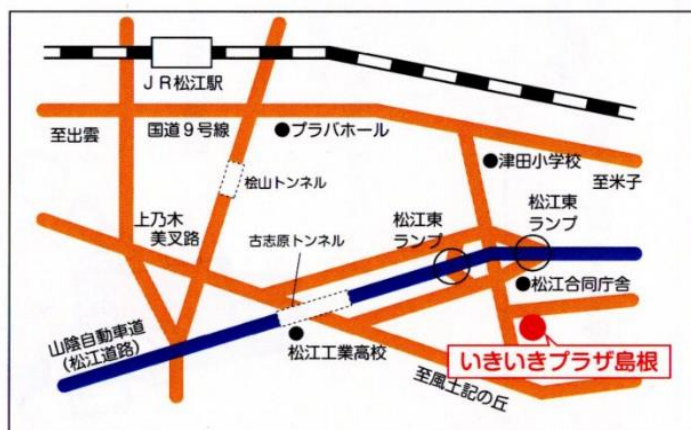 JR松江駅
至出雲
国道9号線
プラバホール
津田小学校
至米子
桧山トンネル
上乃木
美叉路
古志原トンネル
松江東
ランプ
松江東
ランプ
松江合同庁舎
山陰自動車道
(松江道路)
松江工業高校
いきいきプラザ島根
至風土記の丘